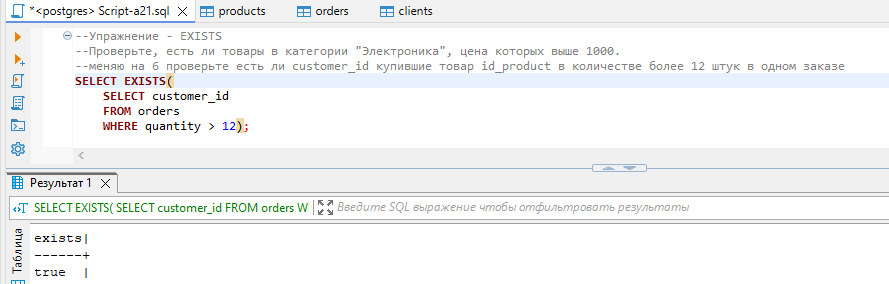 *<postgres> Script-a21.sql products orders clients
--Упражнение - EXISTS
--Проверьте, есть ли товары в категории "Электроника", цена которых выше 1000.
--меняю на 6 проверьте есть ли customer_id купившие товар id_product в количестве более 12 штук в одном заказе
SELECT EXISTS(
SELECT customer_id
FROM orders
WHERE quantity > 12);
Результат 1
SELECT EXISTS( SELECT customer_id FROM orders W Введите SQL выражение чтобы отфильтровать результаты
Таблица
exists|
------+
true |